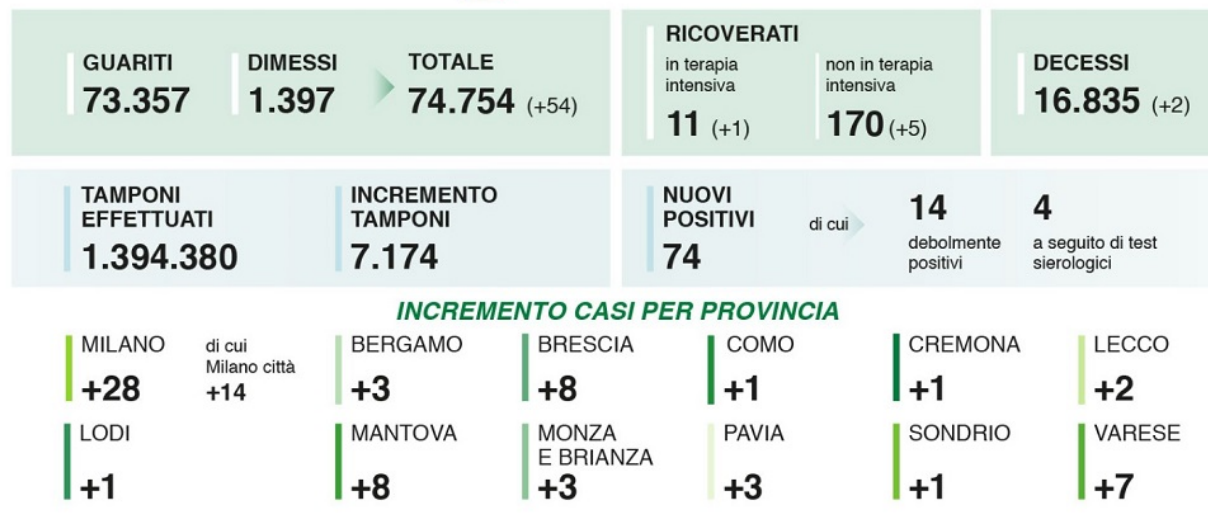 GUARITI
73.357
DIMESSI
1.397
TOTALE
74.754 (+54)
RICOVERATI
in terapia
intensiva
11 (+1)
non in terapia
intensiva
170 (+5)
DECESSI
16.835 (+2)
TAMPONI
EFFETTUATI
1.394.380
INCREMENTO
TAMPONI
7.174
NUOVI
POSITIVI
74
di cui
14
debolmente
positivi
4
a seguito di test
sierologici
INCREMENTO CASI PER PROVINCIA
MILANO
+28
di cui
Milano città
+14
BERGAMO
+3
BRESCIA
+8
COMO
+1
CREMONA
+1
LECCO
+2
LODI
+1
MANTOVA
+8
MONZA
E BRIANZA
+3
PAVIA
+3
SONDRIO
+1
VARESE
+7